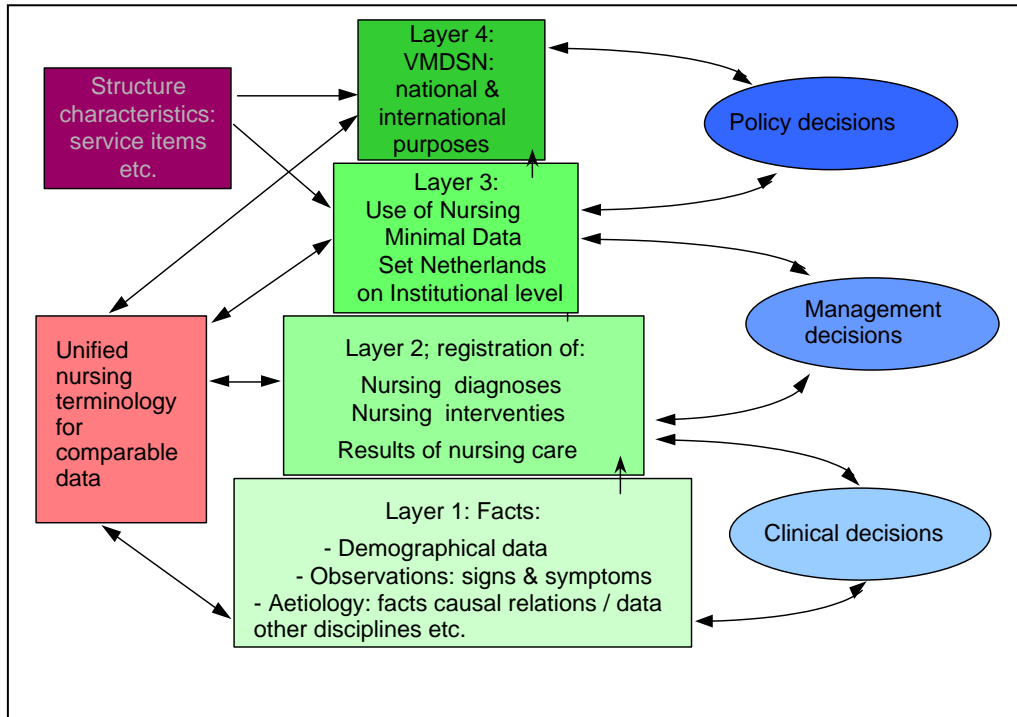 Layer 4:
VMDSN:
national &
international
purposes
Structure
characteristics:
service items
etc.
Policy decisions
Layer 3:
Use of Nursing
Minimal Data
Set Netherlands
on Institutional level
Management
decisions
Unified
nursing
terminology
for
comparable
data
Layer 2; registration of:
Nursing diagnoses
Nursing interventies
Results of nursing care
Layer 1: Facts:
- Demographical data
- Observations: signs & symptoms
- Aetiology: facts causal relations / data
other disciplines etc.
Clinical decisions